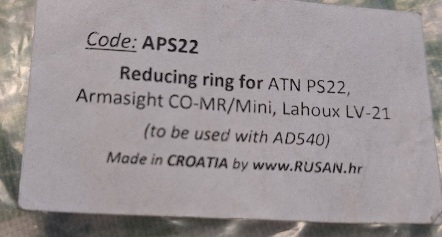 Code: APS22
Reducing ring for ATN PS22,
Armasight CO-MR/Mini, Lahoux LV-21
(to be used with AD540)
Made in CROATIA by www.RUSAN.hr